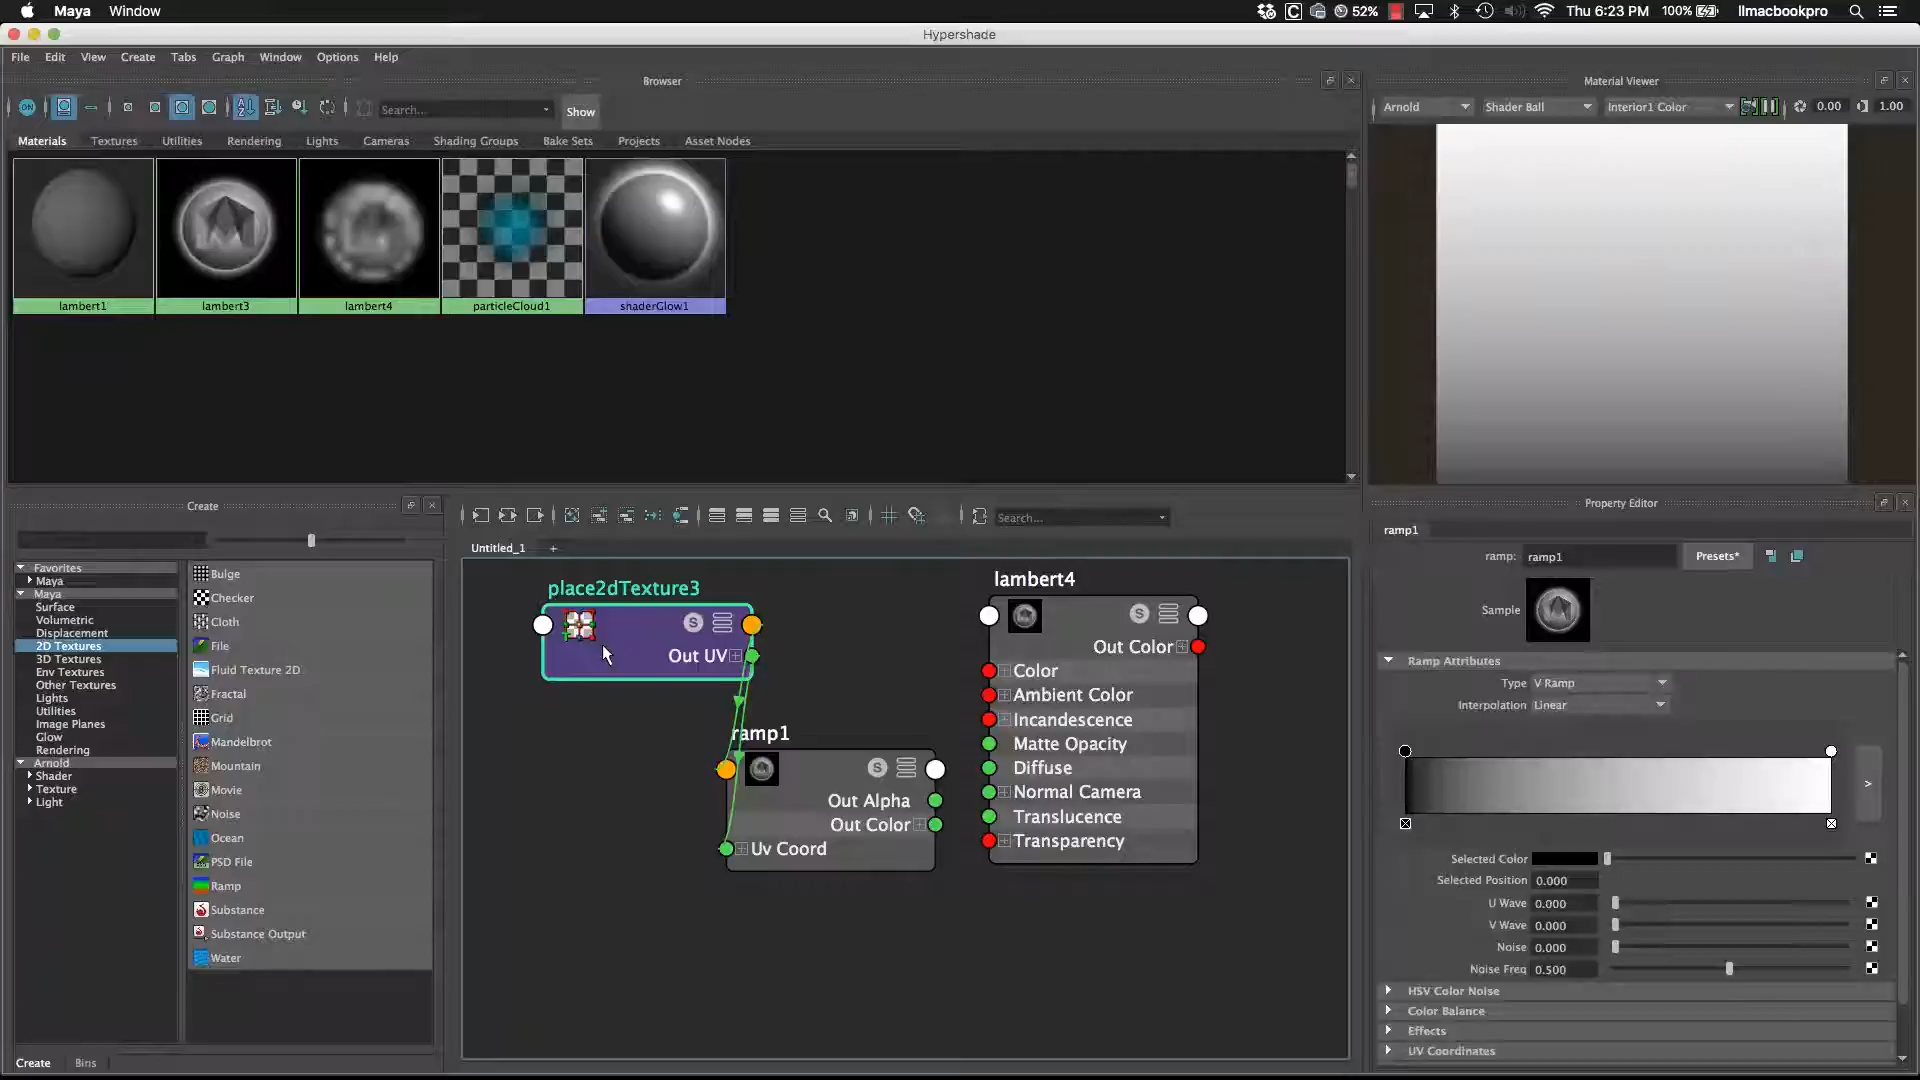 Maya Window 52% Thu 6:23 PM 100% llmacbookpro
Hypershade
File Edit View Create Tabs Graph Window Options Help
Browser
Material Viewer
ON Search... Show
Arnold Shader Ball Interior1 Color 0.00 1.00
Materials Textures Utilities Rendering Lights Cameras Shading Groups Bake Sets Projects Asset Nodes
lambert1 lambert3 lambert4 particleCloud1 shaderGlow1
Create
Favorites
Maya
Maya
Surface
Volumetric
Displacement
2D Textures
3D Textures
Env Textures
Other Textures
Lights
Utilities
Image Planes
Glow
Rendering
Arnold
Shader
Texture
Light
Bulge
Checker
Cloth
File
Fluid Texture 2D
Fractal
Grid
Mandelbrot
Mountain
Movie
Noise
Ocean
PSD File
Ramp
Substance
Substance Output
Water
Create Bins
Search...
Untitled_1 +
place2dTexture3
S
Out UV
ramp1
S
Out Alpha
Out Color
Uv Coord
lambert4
S
Out Color
Color
Ambient Color
Incandescence
Matte Opacity
Diffuse
Normal Camera
Translucence
Transparency
Property Editor
ramp1
ramp: ramp1 Presets*
Sample
Ramp Attributes
Type V Ramp
Interpolation Linear
>
Selected Color
Selected Position 0.000
U Wave 0.000
V Wave 0.000
Noise 0.000
Noise Freq 0.500
HSV Color Noise
Color Balance
Effects
UV Coordinates